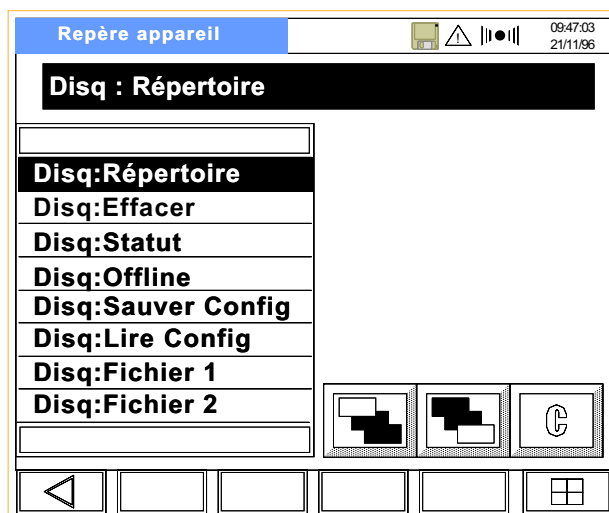 Repère appareil
09:47:03
21/11/96
Disq : Répertoire
Disq:Répertoire
Disq:Effacer
Disq:Statut
Disq:Offline
Disq:Sauver Config
Disq:Lire Config
Disq:Fichier 1
Disq:Fichier 2
C